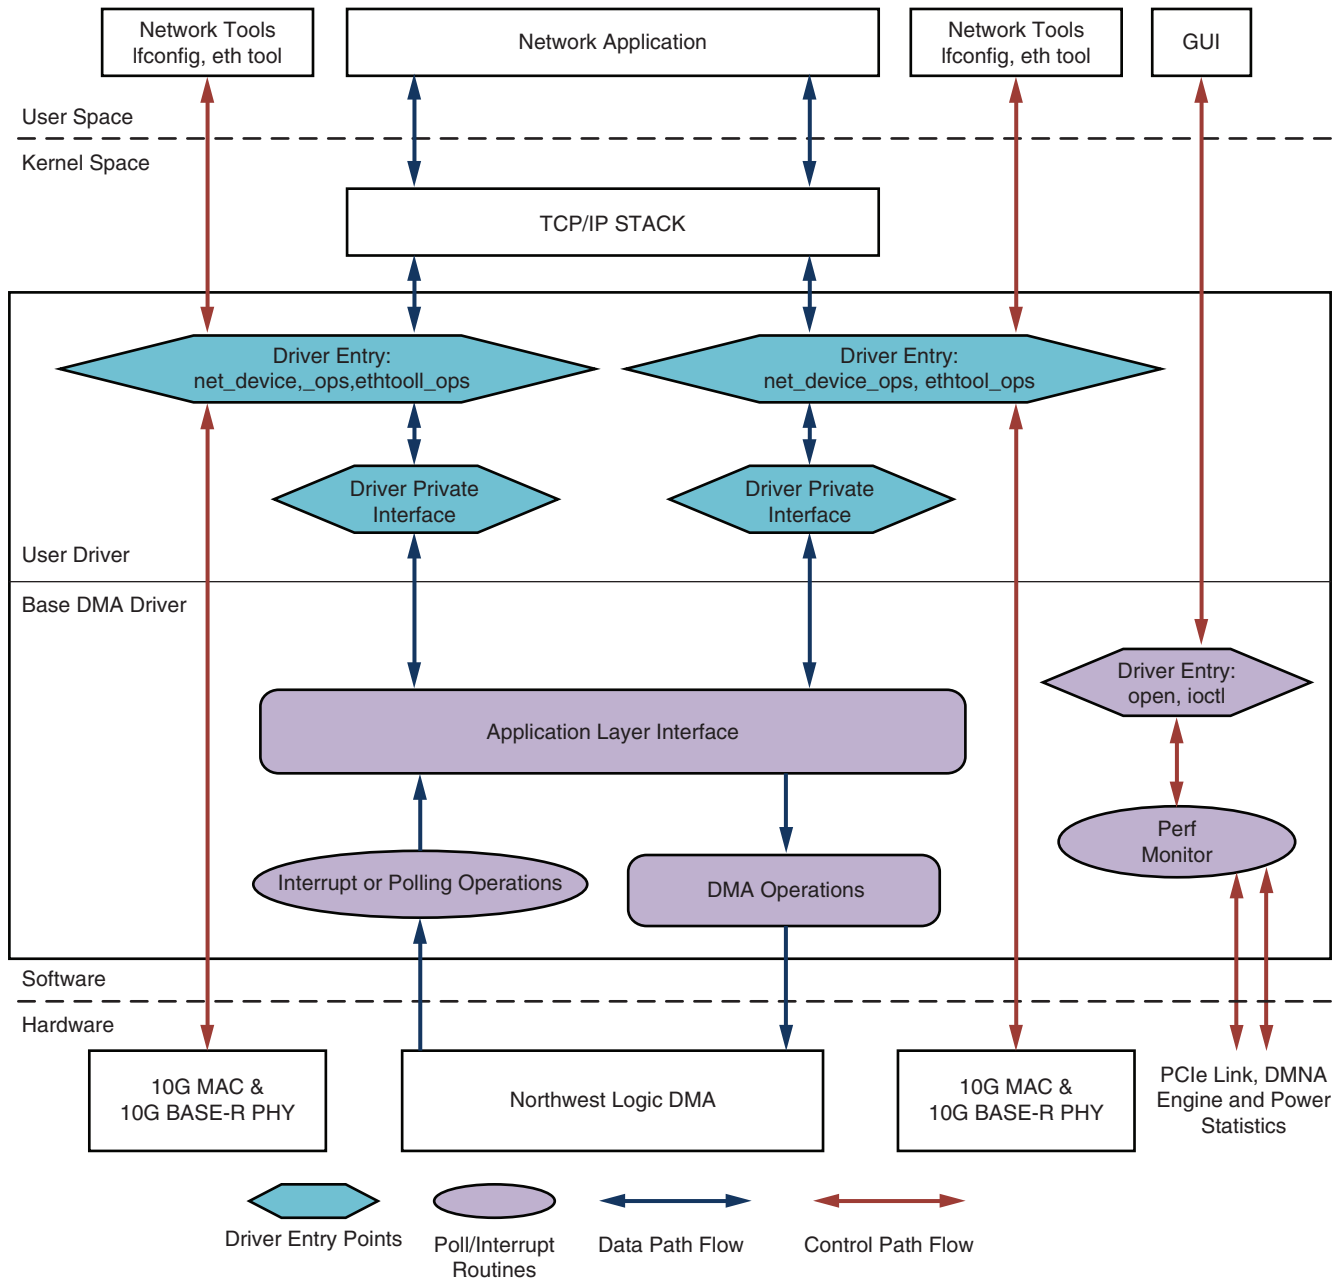 Network Tools
lfconfig, eth tool
Network Application
Network Tools
lfconfig, eth tool
GUI
User Space
Kernel Space
TCP/IP STACK
Driver Entry:
net_device,_ops,ethtooll_ops
Driver Entry:
net_device_ops, ethtool_ops
Driver Private
Interface
Driver Private
Interface
User Driver
Base DMA Driver
Driver Entry:
open, ioctl
Application Layer Interface
Perf
Monitor
Interrupt or Polling Operations
DMA Operations
Software
Hardware
10G MAC &
10G BASE-R PHY
Northwest Logic DMA
10G MAC &
10G BASE-R PHY
PCIe Link, DMNA
Engine and Power
Statistics
Driver Entry Points
Poll/Interrupt
Routines
Data Path Flow
Control Path Flow